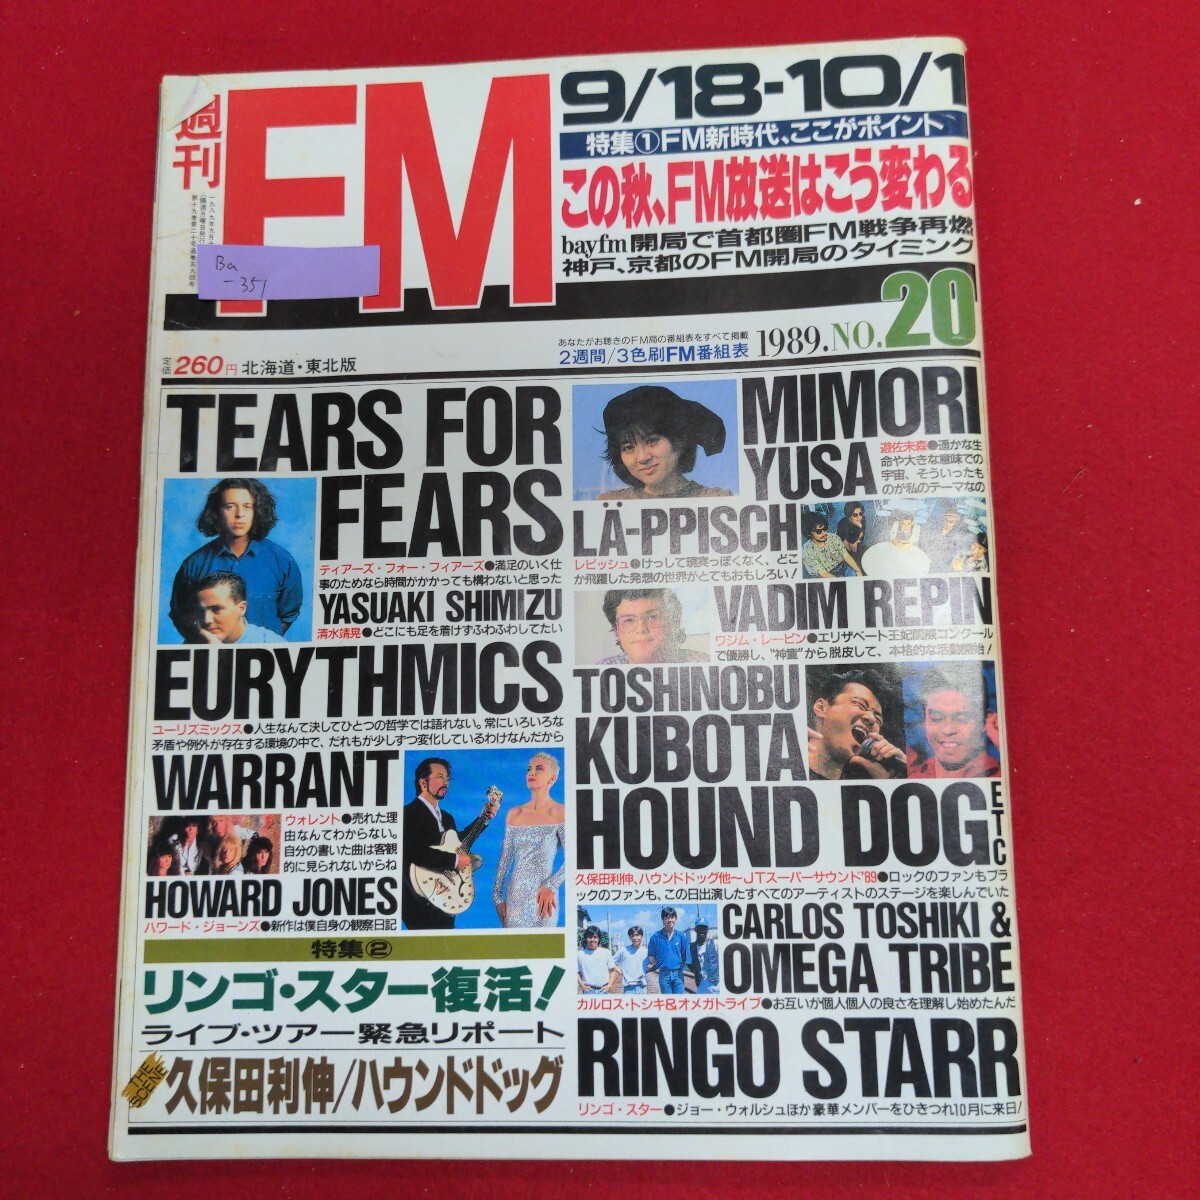 週刊
FM
9/18-10/1
特集①FM新時代、ここがポイント
この秋、FM放送はこう変わる
bayfm開局で首都圏FM戦争再燃
神戸、京都のFM開局のタイミング
Ba
-351
あなたがお聴きのFM局の番組表をすべて掲載
2週間/3色刷FM番組表
1989. NO. 20
定価260円 北海道・東北版
TEARS FOR
FEARS
ティアーズ・フォー・フィアーズ●満足のいく仕
事のためなら時間がかかっても構わないと思った
YASUAKI SHIMIZU
清水靖晃●どこにも足を着けずふわふわしてたい
EURYTHMICS
ユーリズミックス●人生なんて決してひとつの哲学では語れない。常にいろいろな
矛盾や例外が存在する環境の中で、だれもが少しずつ変化しているわけなんだから
WARRANT
ウォレント●売れた理
由なんてわからない。
自分の書いた曲は客観
的に見られないからね
HOWARD JONES
ハワード・ジョーンズ●新作は僕自身の観察日記
特集②
リンゴ・スター復活!
ライブ・ツアー緊急リポート
THE SCENE
久保田利伸/ハウンドドッグ
MIMORI
YUSA
遊佐未森●遥かな生
命や大きな意味での
宇宙、そういったも
のが私のテーマなの
LÄ-PPISCH
レピッシュ●けっして現実っぽくなく、どこ
か飛躍した発想の世界がとてもおもしろい!
VADIM REPIN
ワジム・レーピン●エリザベート王妃国際コンクール
で優勝し、"神童"から脱皮して、本格的な活動開始!
TOSHINOBU
KUBOTA
HOUND DOG ETC
久保田利伸、ハウンドドッグ他〜JTスーパーサウンド'89●ロックのファンもブラ
ックのファンも、この日出演したすべてのアーティストのステージを楽しんでいた
CARLOS TOSHIKI &
OMEGA TRIBE
カルロス・トシキ&オメガトライブ●お互いが個人個人の良さを理解し始めたんだ
RINGO STARR
リンゴ・スター●ジョー・ウォルシュほか豪華メンバーをひきつれ10月に来日!